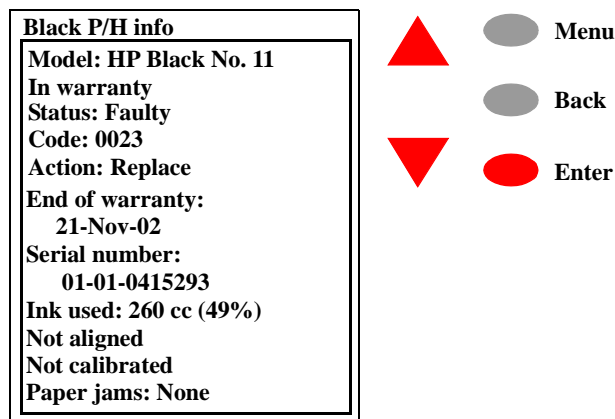 Black P/H info
Model: HP Black No. 11
In warranty
Status: Faulty
Code: 0023
Action: Replace
End of warranty:
21-Nov-02
Serial number:
01-01-0415293
Ink used: 260 cc (49%)
Not aligned
Not calibrated
Paper jams: None
Menu
Back
Enter